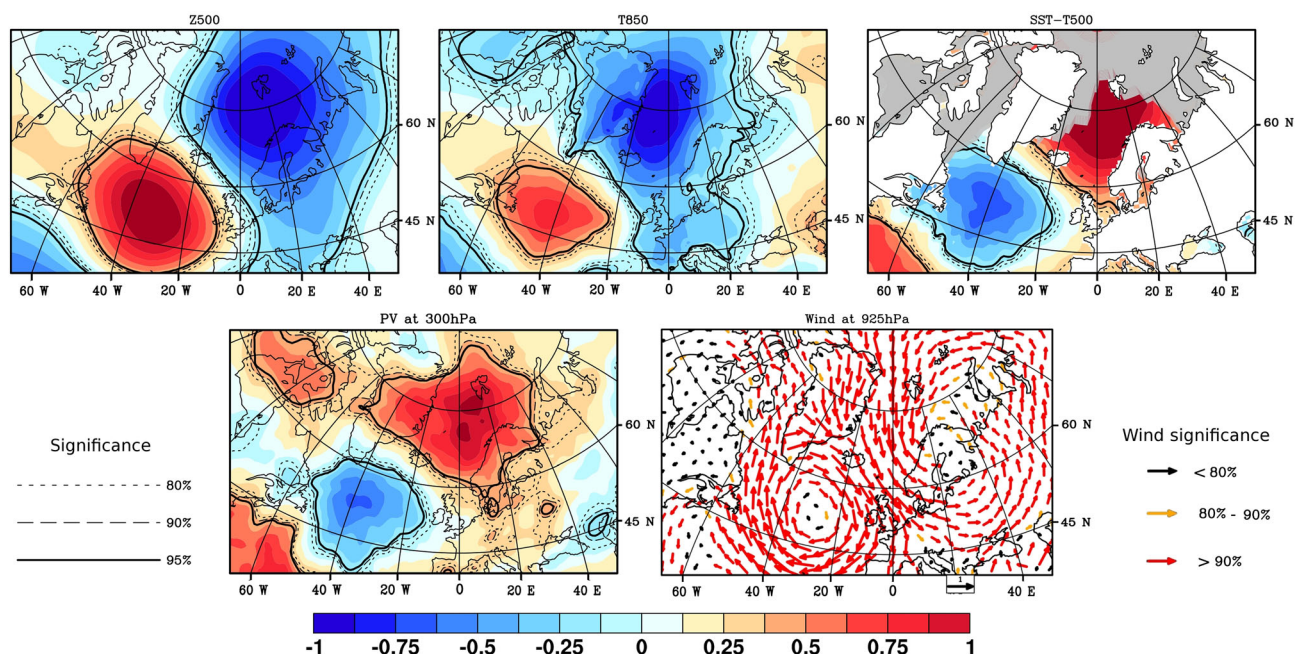 Z500
T850
SST-T500
60 N
45 N
60 W
40 W
20 W
0
20 E
40 E
60 N
45 N
60 W
40 W
20 W
0
20 E
40 E
60 N
45 N
60 W
40 W
20 W
0
20 E
40 E
PV at 300hPa
Wind at 925hPa
Significance
80%
90%
95%
60 N
45 N
60 W
40 W
20 W
0
20 E
40 E
60 N
45 N
60 W
40 W
20 W
0
20 E
1
40 E
Wind significance
< 80%
80% - 90%
> 90%
-1
-0.75
-0.5
-0.25
0
0.25
0.5
0.75
1